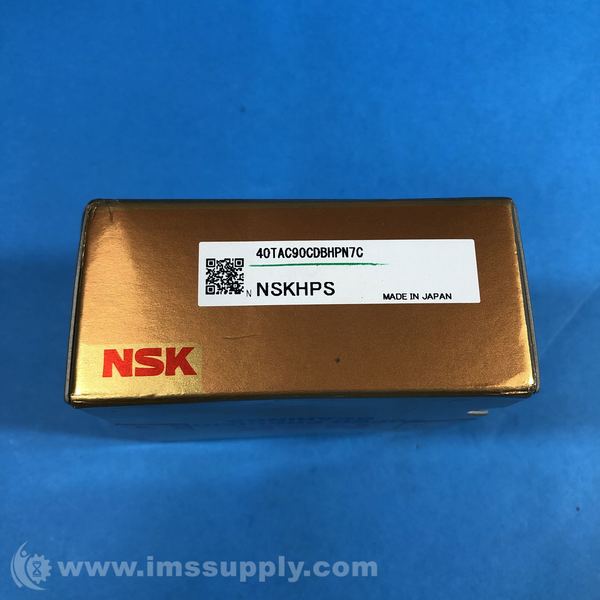 40TAC90CDBHPN7C
N NSKHPS MADE IN JAPAN
NSK
www.imssupply.com